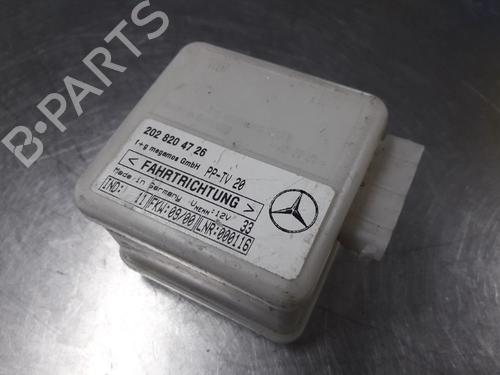 202 820 47 26
f+g megamos GmbH PP-TV 20
< FAHRTRICHTUNG >
Made in Germany UNENN:12V 33
IND: 11 FKW:09/00 LNR:000116
B-PARTS